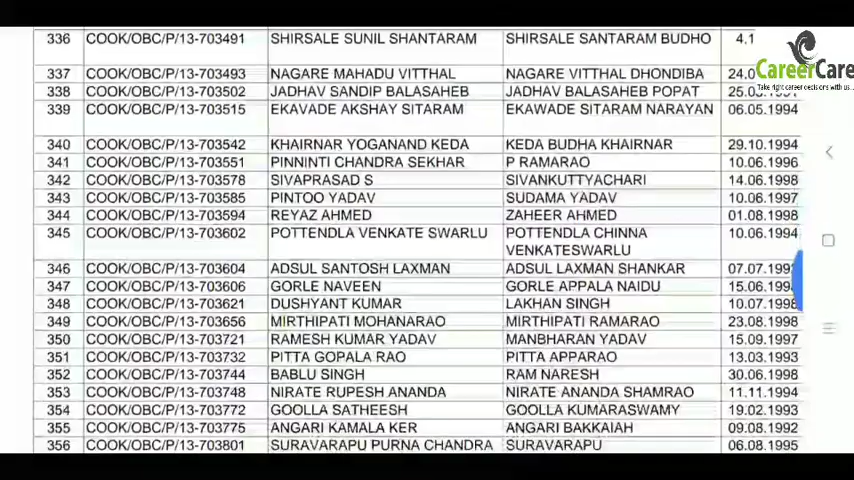 336 COOK/OBC/P/13-703491 SHIRSALE SUNIL SHANTARAM SHIRSALE SANTARAM BUDHO 4.1
CareerCare
Take right career decisions with us...
337 COOK/OBC/P/13-703493 NAGARE MAHADU VITTHAL NAGARE VITTHAL DHONDIBA 24.0
338 COOK/OBC/P/13-703502 JADHAV SANDIP BALASAHEB JADHAV BALASAHEB POPAT
339 COOK/OBC/P/13-703515 EKAVADE AKSHAY SITARAM EKAWADE SITARAM NARAYAN 06.05.1994
340 COOK/OBC/P/13-703542 KHAIRNAR YOGANAND KEDA KEDA BUDHA KHAIRNAR 29.10.1994
341 COOK/OBC/P/13-703551 PINNINTI CHANDRA SEKHAR P RAMARAO 10.06.1996
342 COOK/OBC/P/13-703578 SIVAPRASAD S SIVANKUTTYACHARI 14.06.1998
343 COOK/OBC/P/13-703585 PINTOO YADAV SUDAMA YADAV 10.06.1997
344 COOK/OBC/P/13-703594 REYAZ AHMED ZAHEER AHMED 01.08.1998
345 COOK/OBC/P/13-703602 POTTENDLA VENKATE SWARLU POTTENDLA CHINNA 10.06.1994
VENKATESWARLU
346 COOK/OBC/P/13-703604 ADSUL SANTOSH LAXMAN ADSUL LAXMAN SHANKAR
347 COOK/OBC/P/13-703606 GORLE NAVEEN GORLE APPALA NAIDU
348 COOK/OBC/P/13-703621 DUSHYANT KUMAR LAKHAN SINGH 10.07.1998
349 COOK/OBC/P/13-703656 MIRTHIPATI MOHANARAO MIRTHIPATI RAMARAO 23.08.1998
350 COOK/OBC/P/13-703721 RAMESH KUMAR YADAV MANBHARAN YADAV 15.09.1997
351 COOK/OBC/P/13-703732 PITTA GOPALA RAO PITTA APPARAO 13.03.1993
352 COOK/OBC/P/13-703744 BABLU SINGH RAM NARESH 30.06.1998
353 COOK/OBC/P/13-703748 NIRATE RUPESH ANANDA NIRATE ANANDA SHAMRAO 11.11.1994
354 COOK/OBC/P/13-703772 GOOLLA SATHEESH GOOLLA KUMARASWAMY 19.02.1993
355 COOK/OBC/P/13-703775 ANGARI KAMALA KER ANGARI BAKKAIAH 09.08.1992
356 COOK/OBC/P/13-703801 SURAVARAPU PURNA CHANDRA SURAVARAPU 06.08.1995